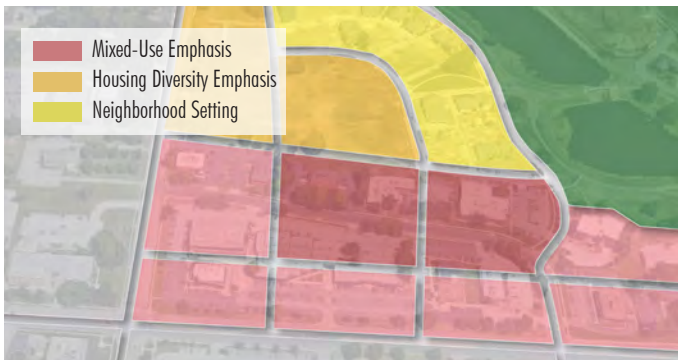 Mixed-Use Emphasis
Housing Diversity Emphasis
Neighborhood Setting